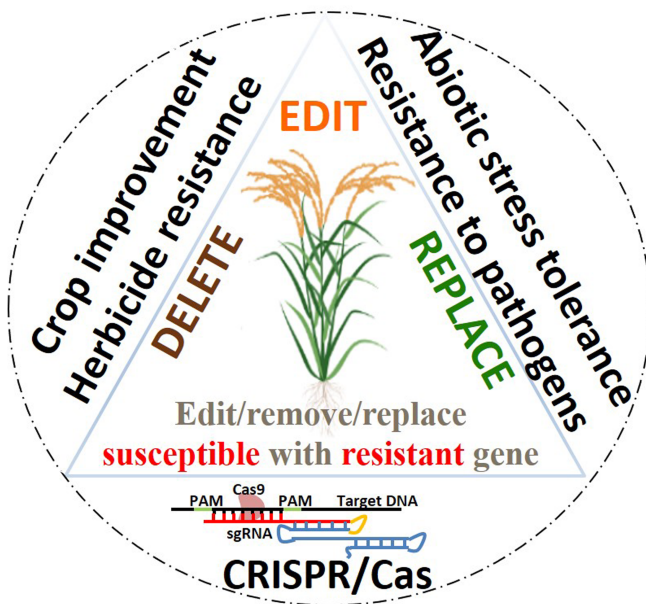 Crop improvement
Herbicide resistance
Abiotic stress tolerance
Resistance to pathogens
EDIT
DELETE
REPLACE
Edit/remove/replace
susceptible with resistant gene
Cas9
PAM PAM Target DNA
sgRNA
CRISPR/Cas